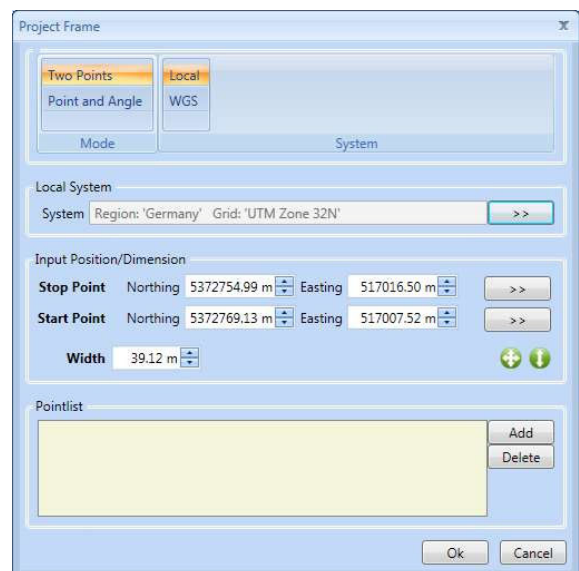 Project Frame x
Two Points Local
Point and Angle WGS
Mode System
Local System
System Region: 'Germany' Grid: 'UTM Zone 32N' >>
Input Position/Dimension
Stop Point Northing 5372754.99 m Easting 517016.50 m >>
Start Point Northing 5372769.13 m Easting 517007.52 m >>
Width 39.12 m
Pointlist
Add
Delete
Ok Cancel